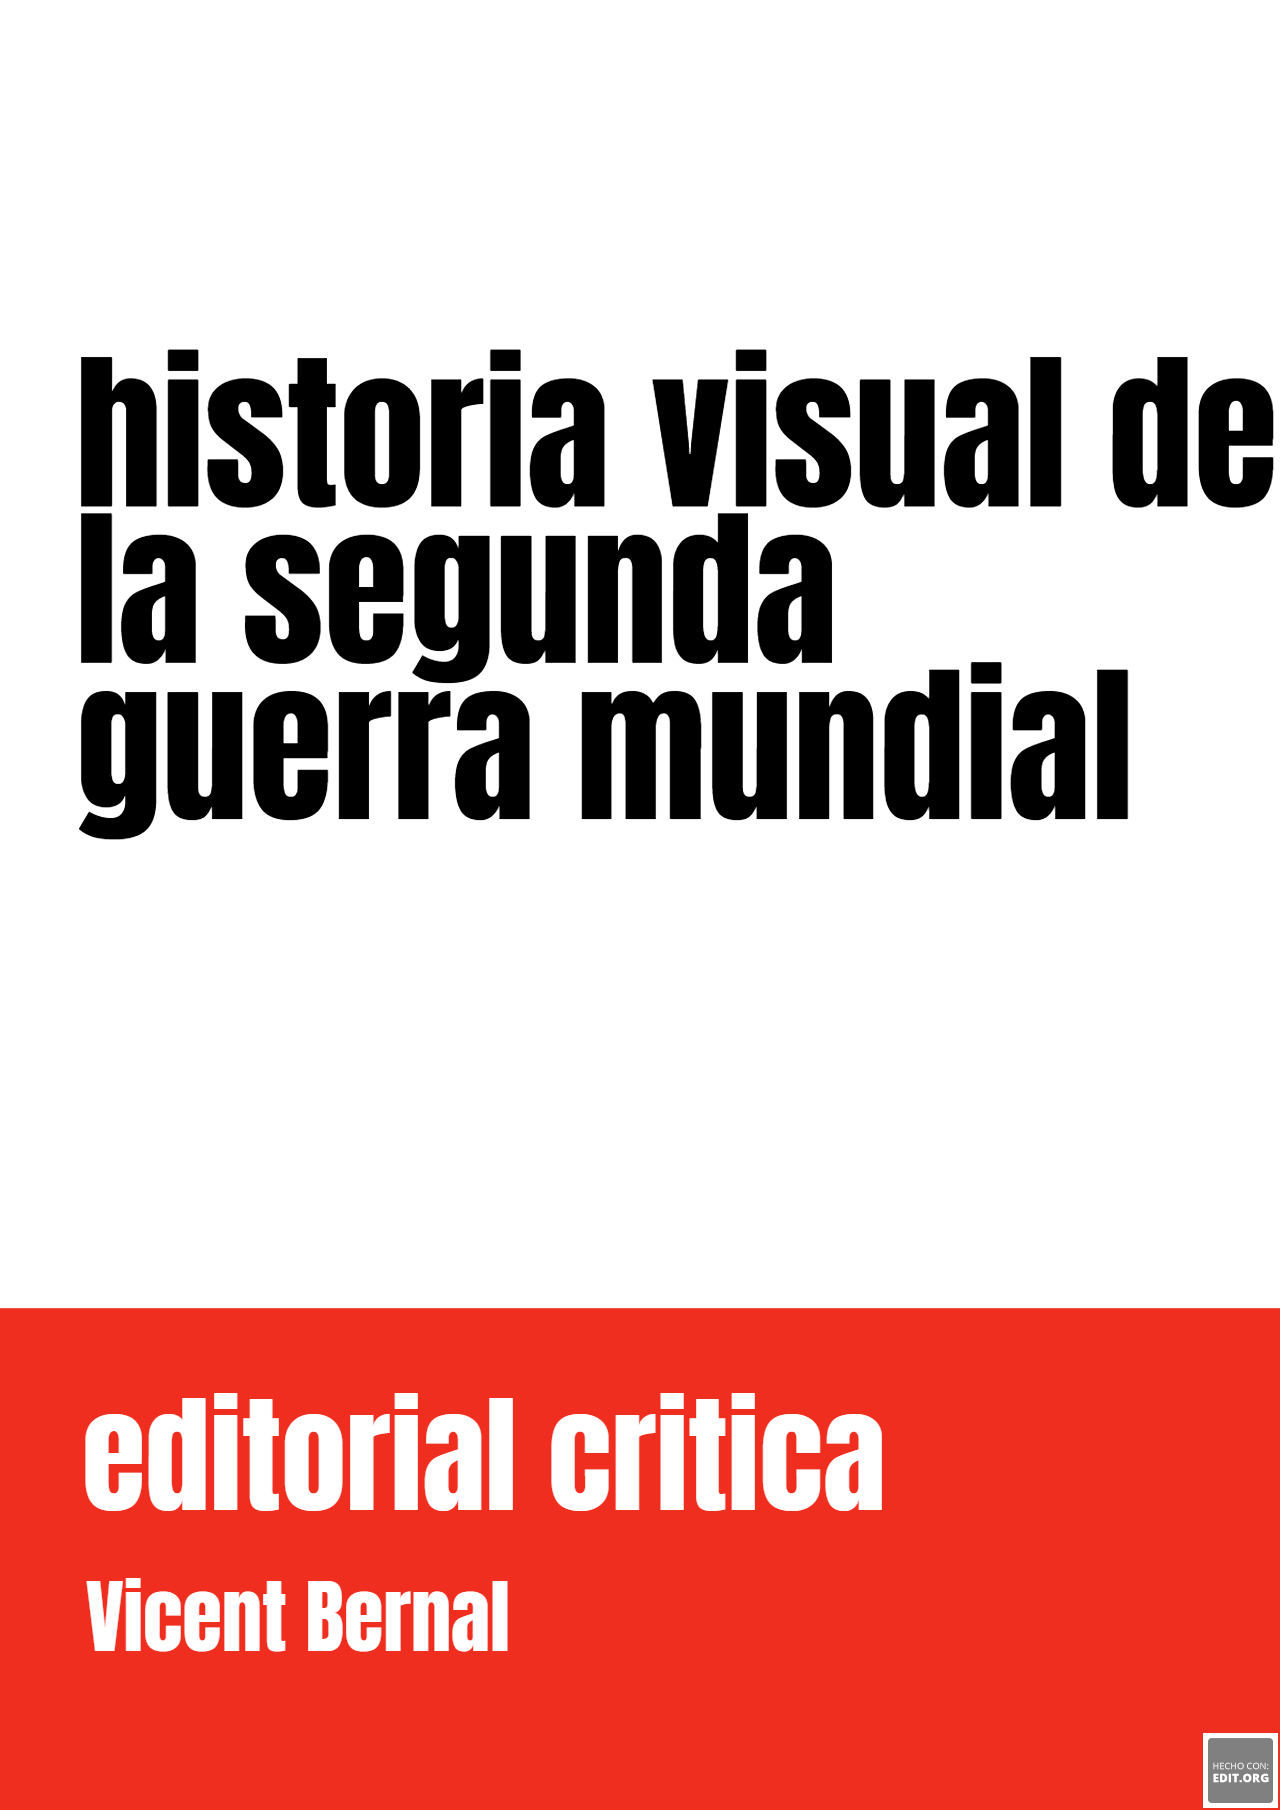 historia visual de
la segunda
guerra mundial
editorial critica
Vicent Bernal
HECHO CON:
EDIT.ORG